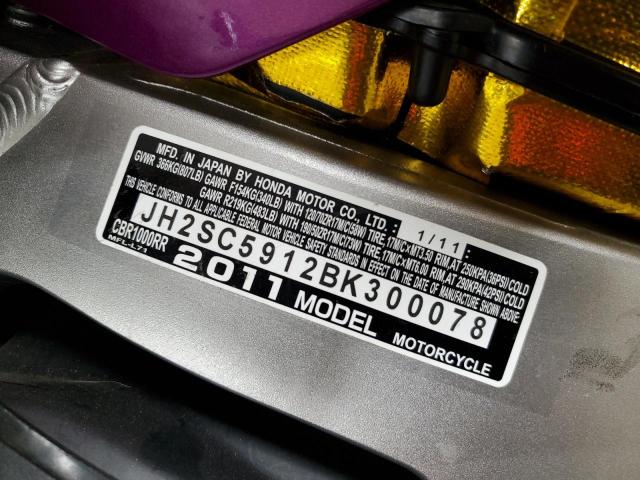 MFD. IN JAPAN BY HONDA MOTOR CO., LTD. : 1/11:
GVWR 366KG(807LB) GAWR F154KG(340LB) WITH 120/70ZR17M/C(58W) TIRE, 17M/C×MT3.50 RIM, AT 250KPA(36PSI)COLD
GAWR R219KG(483LB) WITH 190/50ZR17M/C(73W) TIRE, 17M/C×MT6.00 RIM, AT 290KPA(42PSI)COLD
THIS VEHICLE CONFORMS TO ALL APPLICABLE FEDERAL MOTOR VEHICLE SAFETY STANDARDS IN EFFECT ON THE DATE OF MANUFACTURE SHOWN ABOVE.
JH2SC5912BK300078
CBR1000RR
MFL-L71
2011 MODEL MOTORCYCLE